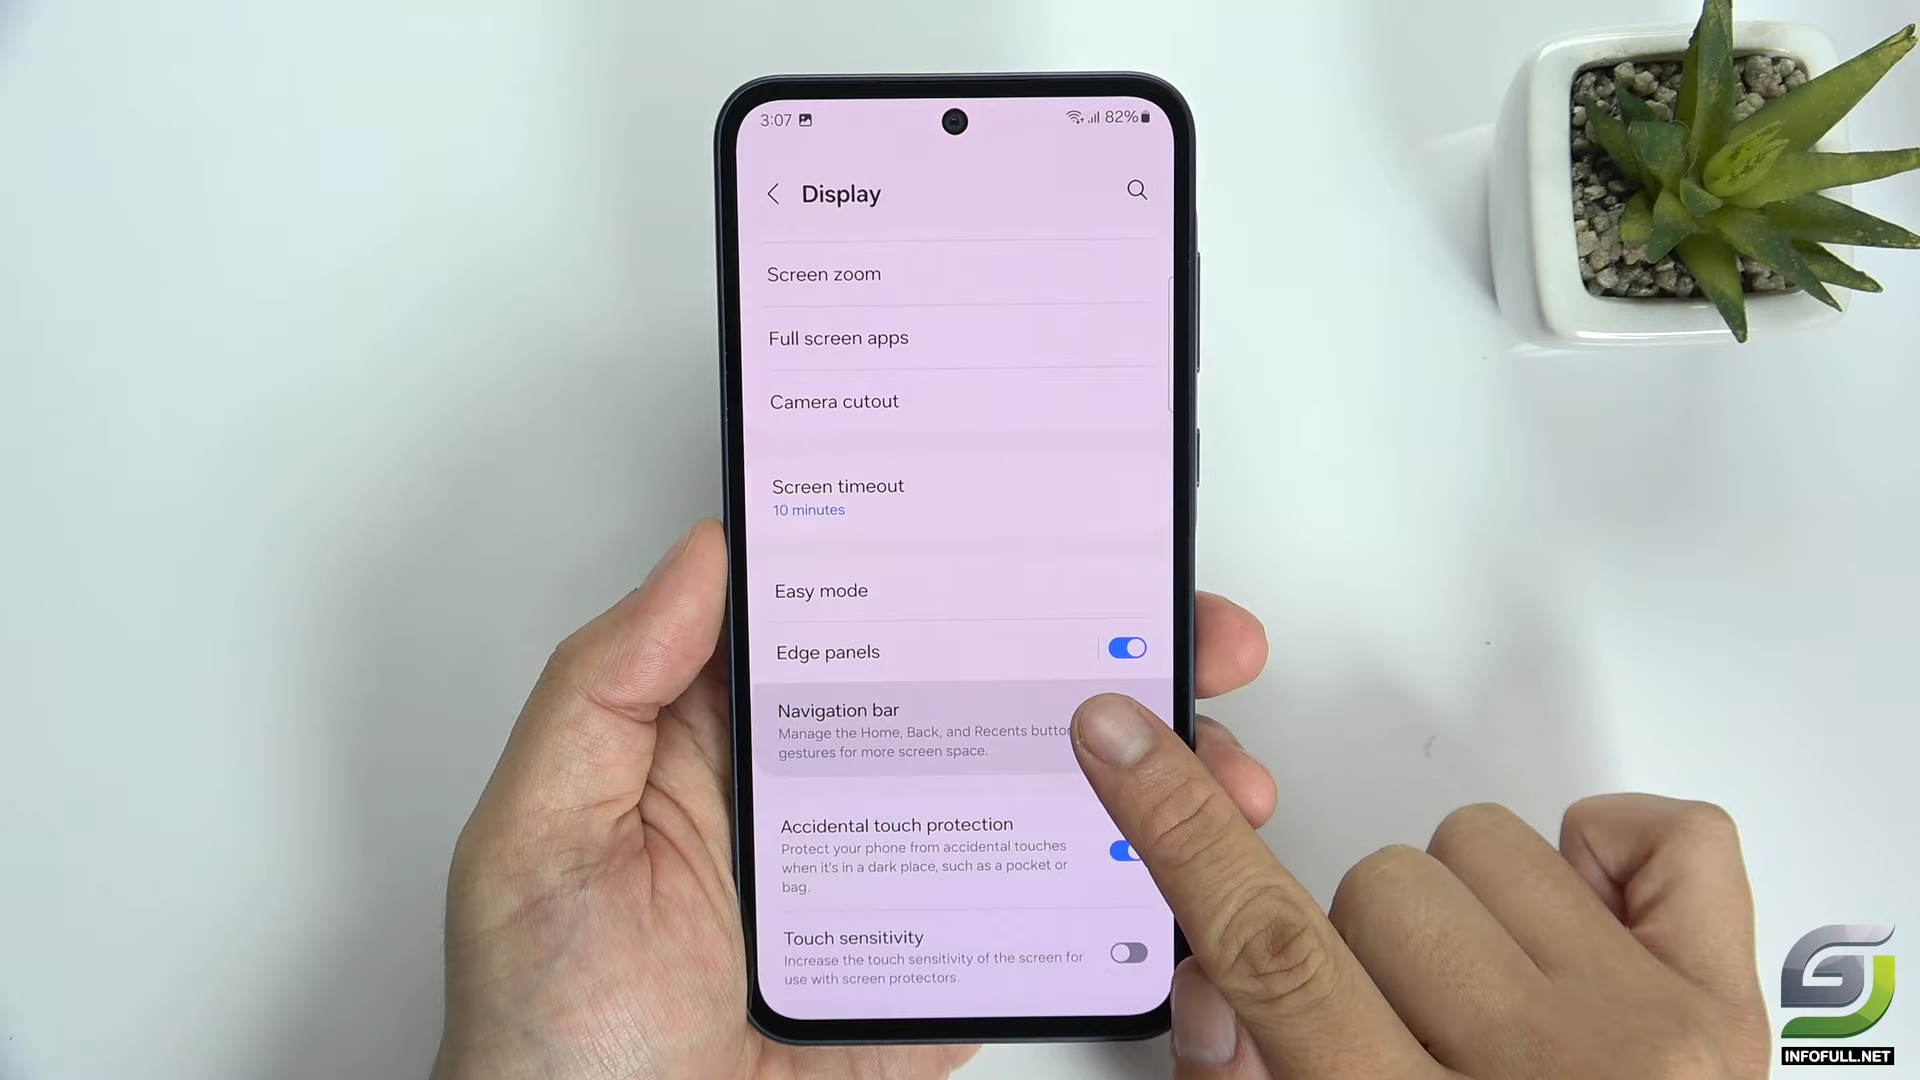 3:07
82%
Display
Screen zoom
Full screen apps
Camera cutout
Screen timeout
10 minutes
Easy mode
Edge panels
Navigation bar
Manage the Home, Back, and Recents
gestures for more screen space.
Accidental touch protection
Protect your phone from accidental touches
when it's in a dark place, such as a pocket or
bag.
Touch sensitivity
Increase the touch sensitivity of the screen for
use with screen protectors.
INFOFULL.NET